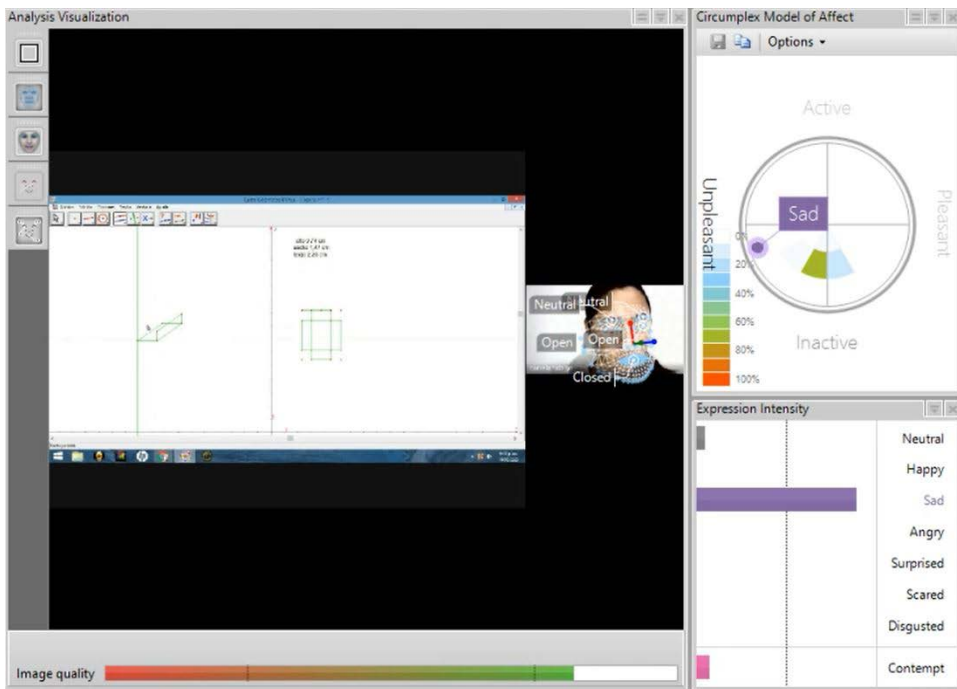 Analysis Visualization
Neutral
Open
Open
Closed
Image quality
Circumplex Model of Affect
Options
Active
Unpleasant
Pleasant
Sad
0%
20%
40%
60%
80%
100%
Inactive
Expression Intensity
Neutral
Happy
Sad
Angry
Surprised
Scared
Disgusted
Contempt